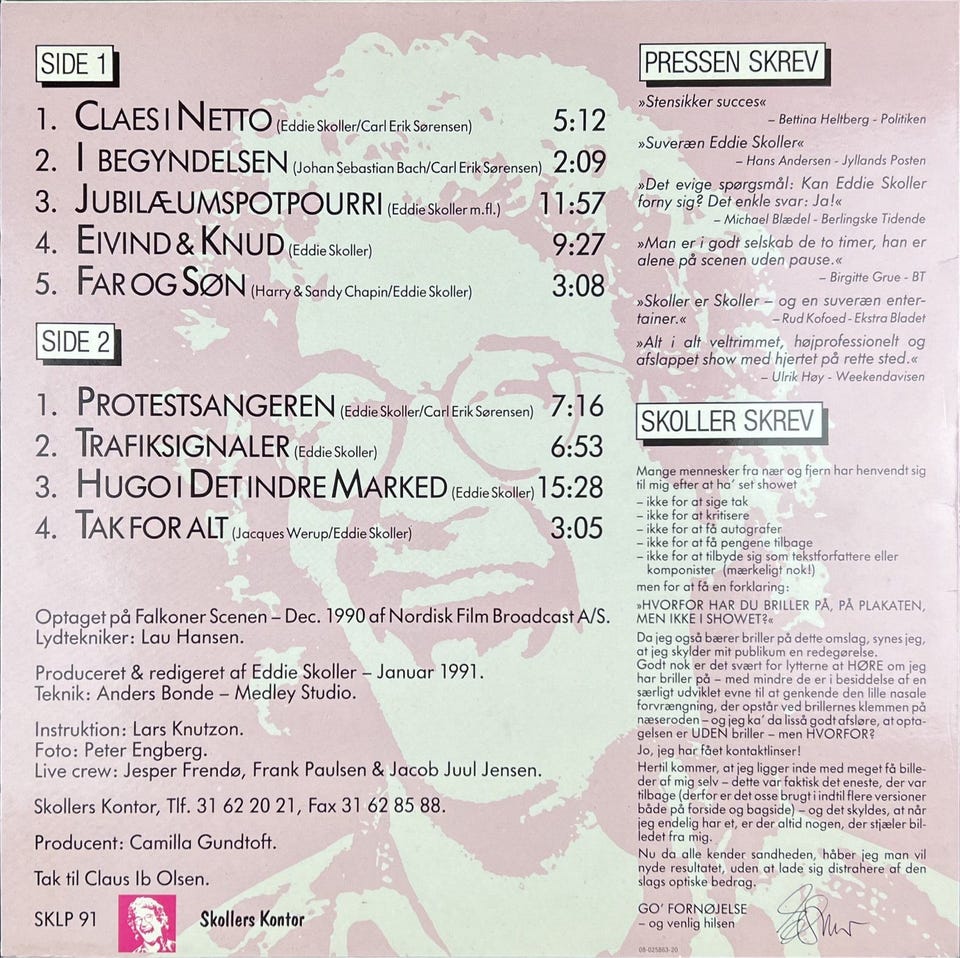 SIDE 1
1. CLAES I NETTO (Eddie Skoller/Carl Erik Sørensen) 5:12
2. I BEGYNDELSEN (Johan Sebastian Bach/Carl Erik Sørensen) 2:09
3. JUBILÆUMSPOTPOURRI (Eddie Skoller m.fl.) 11:57
4. EIVIND & KNUD (Eddie Skoller) 9:27
5. FAR OG SØN (Harry & Sandy Chapin/Eddie Skoller) 3:08
SIDE 2
1. PROTESTSANGEREN (Eddie Skoller/Carl Erik Sørensen) 7:16
2. TRAFIKSIGNALER (Eddie Skoller) 6:53
3. HUGO I DET INDRE MARKED (Eddie Skoller) 15:28
4. TAK FOR ALT (Jacques Werup/Eddie Skoller) 3:05
Optaget på Falkoner Scenen – Dec. 1990 af Nordisk Film Broadcast A/S.
Lydtekniker: Lau Hansen.
Produceret & redigeret af Eddie Skoller – Januar 1991.
Teknik: Anders Bonde – Medley Studio.
Instruktion: Lars Knutzon.
Foto: Peter Engberg.
Live crew: Jesper Frendø, Frank Paulsen & Jacob Juul Jensen.
Skollers Kontor, Tlf. 31 62 20 21, Fax 31 62 85 88.
Producent: Camilla Gundtoft.
Tak til Claus Ib Olsen.
SKLP 91 Skollers Kontor
PRESSEN SKREV
»Stensikker succes«
– Bettina Heltberg - Politiken
»Suveræn Eddie Skoller«
– Hans Andersen - Jyllands Posten
»Det evige spørgsmål: Kan Eddie Skoller
forny sig? Det enkle svar: Ja!«
– Michael Blædel - Berlingske Tidende
»Man er i godt selskab de to timer, han er
alene på scenen uden pause.«
– Birgitte Grue - BT
»Skoller er Skoller – og en suveræn enter-
tainer.« – Rud Kofoed - Ekstra Bladet
»Alt i alt veltrimmet, højprofessionelt og
afslappet show med hjertet på rette sted.«
– Ulrik Høy - Weekendavisen
SKOLLER SKREV
Mange mennesker fra nær og fjern har henvendt sig
til mig efter at ha' set showet
– ikke for at sige tak
– ikke for at kritisere
– ikke for at få autografer
– ikke for at få pengene tilbage
– ikke for at tilbyde sig som tekstforfattere eller
komponister (mærkeligt nok!)
men for at få en forklaring:
»HVORFOR HAR DU BRILLER PÅ, PÅ PLAKATEN,
MEN IKKE I SHOWET?«
Da jeg også bærer briller på dette omslag, synes jeg,
at jeg skylder mit publikum en redegørelse.
Godt nok er det svært for lytterne at HØRE om jeg
har briller på – med mindre de er i besiddelse af en
særligt udviklet evne til at genkende den lille nasale
forvrængning, der opstår ved brillernes klemmen på
næseroden – og jeg ka' da lisså godt afsløre, at opta-
gelsen er UDEN briller – men HVORFOR?
Jo, jeg har fået kontaktlinser!
Hertil kommer, at jeg ligger inde med meget få bille-
der af mig selv – dette var faktisk det eneste, der var
tilbage (derfor er det osse brugt i indtil flere versioner
både på forside og bagside) – og det skyldes, at når
jeg endelig har et, er der altid nogen, der stjæler bil-
ledet fra mig.
Nu da alle kender sandheden, håber jeg man vil
nyde resultatet, uden at lade sig distrahere af den
slags optiske bedrag.
GO' FORNØJELSE
– og venlig hilsen
08-025863-20